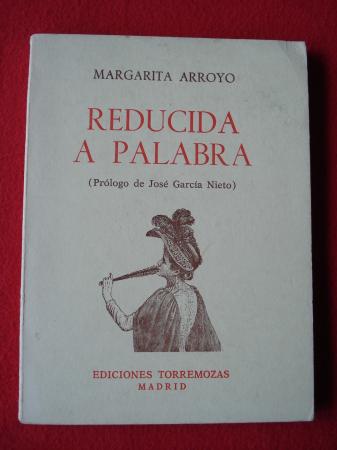 MARGARITA ARROYO
REDUCIDA
A PALABRA
(Prólogo de José García Nieto)
EDICIONES TORREMOZAS
MADRID